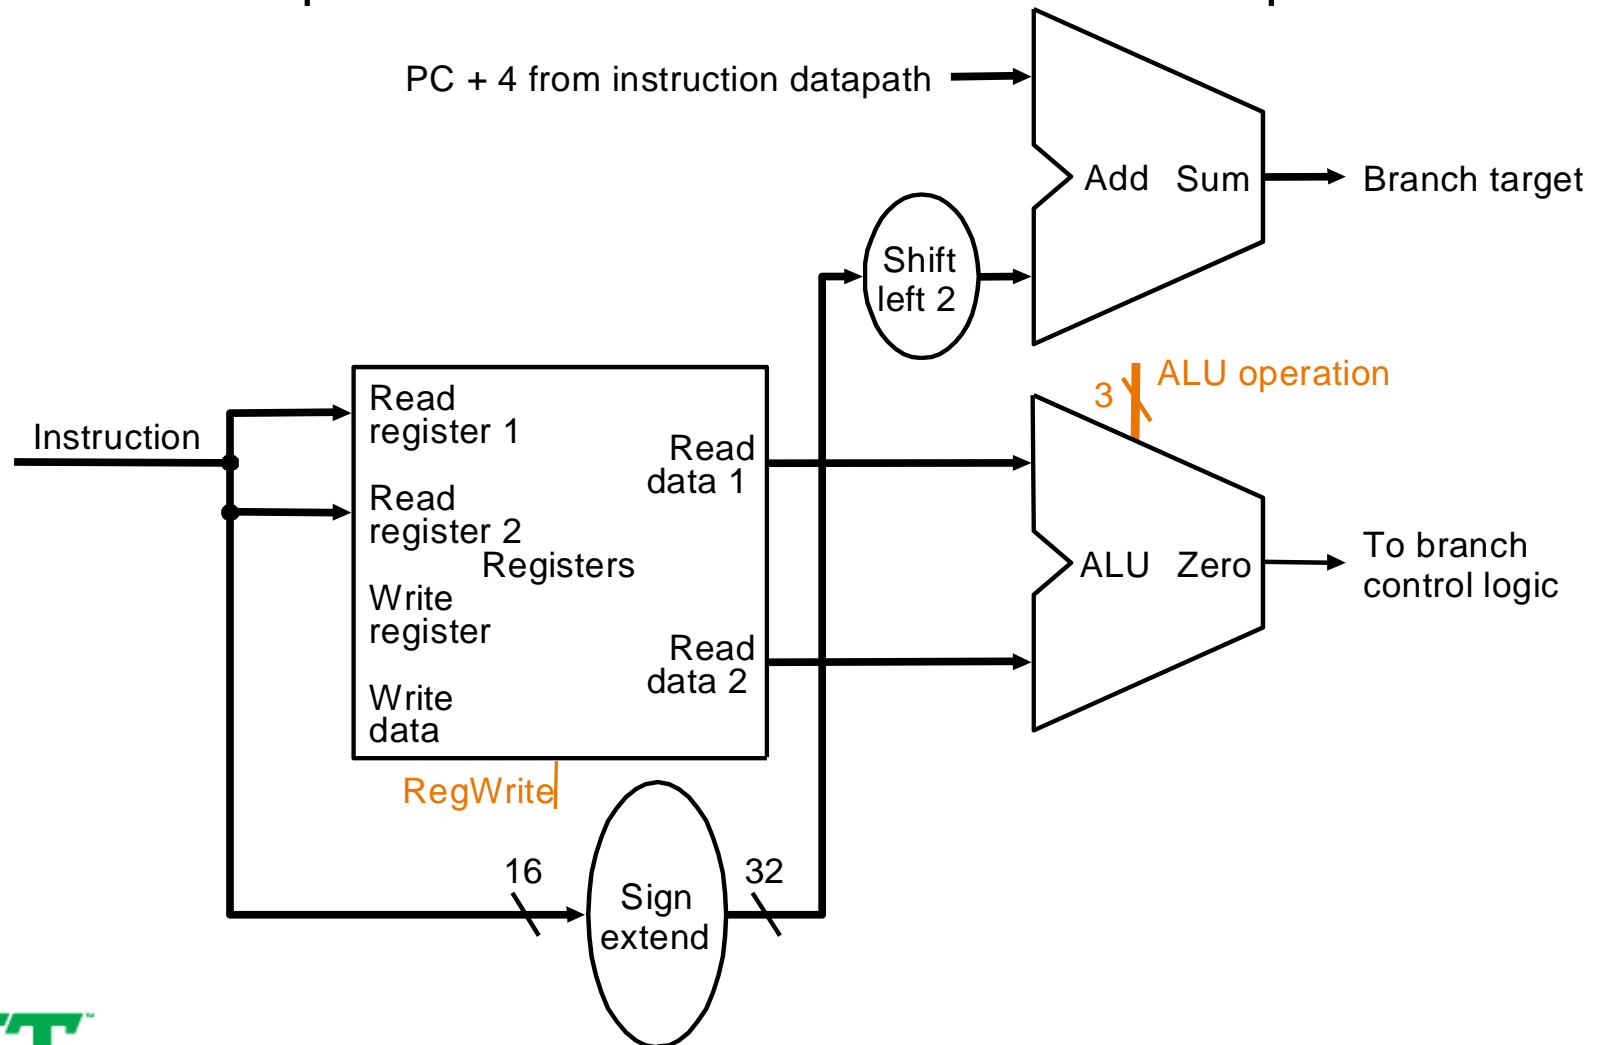 PC + 4 from instruction datapath
Add Sum
Branch target
Shift
left 2
3
ALU operation
Instruction
Read
register 1
Read
data 1
Read
register 2
Registers
ALU Zero
To branch
control logic
Write
register
Read
data 2
Write
data
RegWrite
16
32
Sign
extend